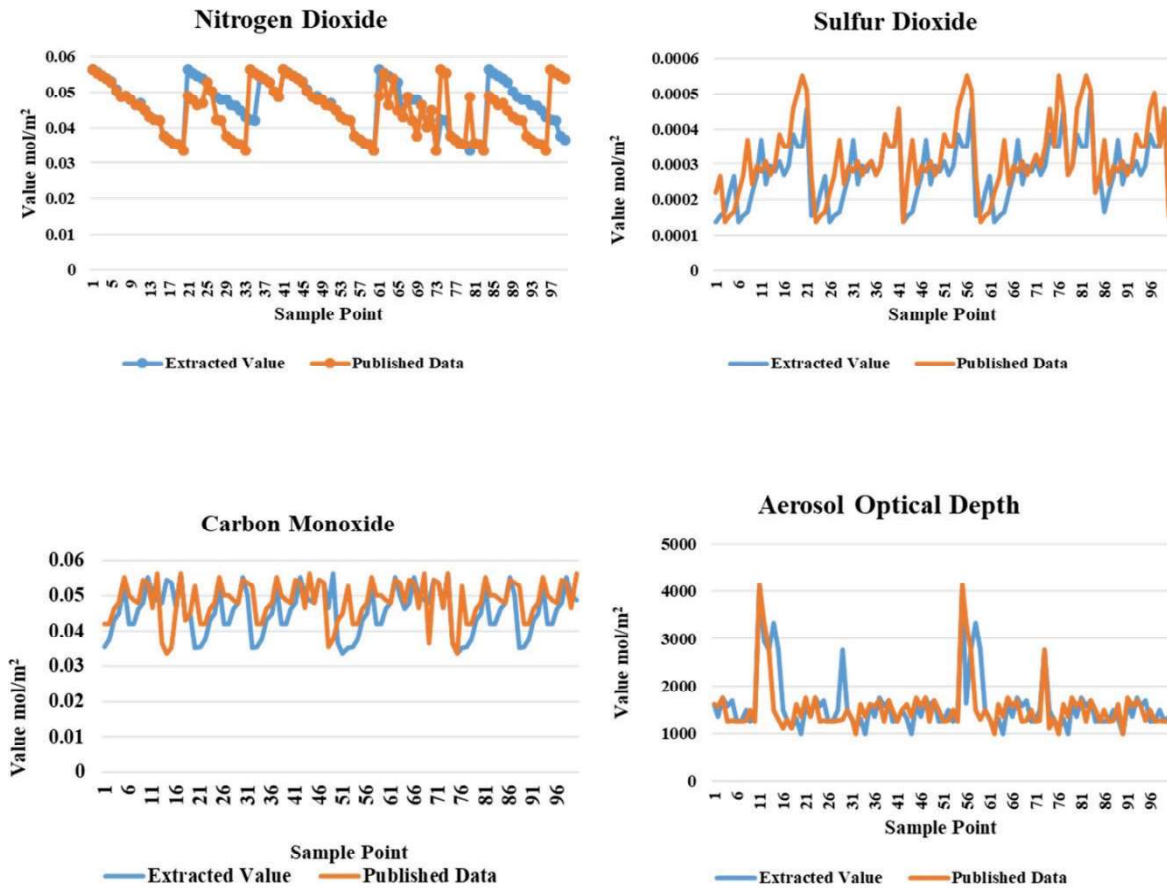 Nitrogen Dioxide
Value mol/m²
0.06
0.05
0.04
0.03
0.02
0.01
0
1 5 9 13 17 21 25 29 33 37 41 45 49 53 57 61 65 69 73 77 81 85 89 93 97
Sample Point
Extracted Value Published Data
Sulfur Dioxide
Value mol/m²
0.0006
0.0005
0.0004
0.0003
0.0002
0.0001
0
1 6 11 16 21 26 31 36 41 46 51 56 61 66 71 76 81 86 91 96
Sample Point
Extracted Value Published Data
Carbon Monoxide
Value mol/m²
0.06
0.05
0.04
0.03
0.02
0.01
0
1 6 11 16 21 26 31 36 41 46 51 56 61 66 71 76 81 86 91 96
Sample Point
Extracted Value Published Data
Aerosol Optical Depth
Value mol/m²
5000
4000
3000
2000
1000
0
1 6 11 16 21 26 31 36 41 46 51 56 61 66 71 76 81 86 91 96
Sample Point
Extracted Value Published Data